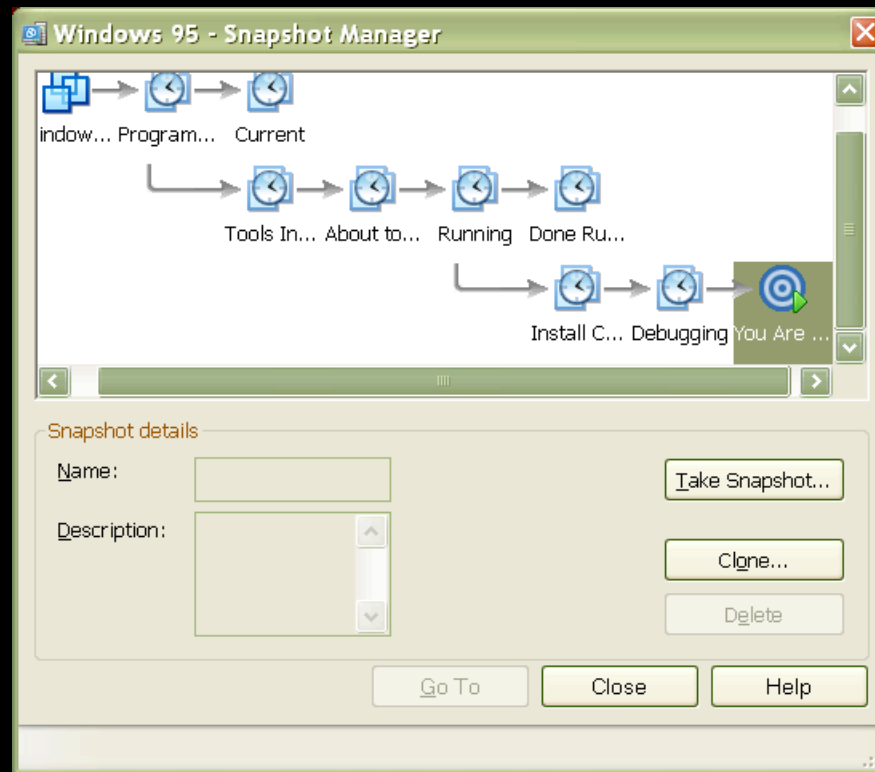 Windows 95 - Snapshot Manager
indow... Program... Current
Tools In... About to... Running Done Ru...
Install C... Debugging You Are ...
Snapshot details
Name:
Take Snapshot...
Description:
Clone...
Delete
Go To Close Help